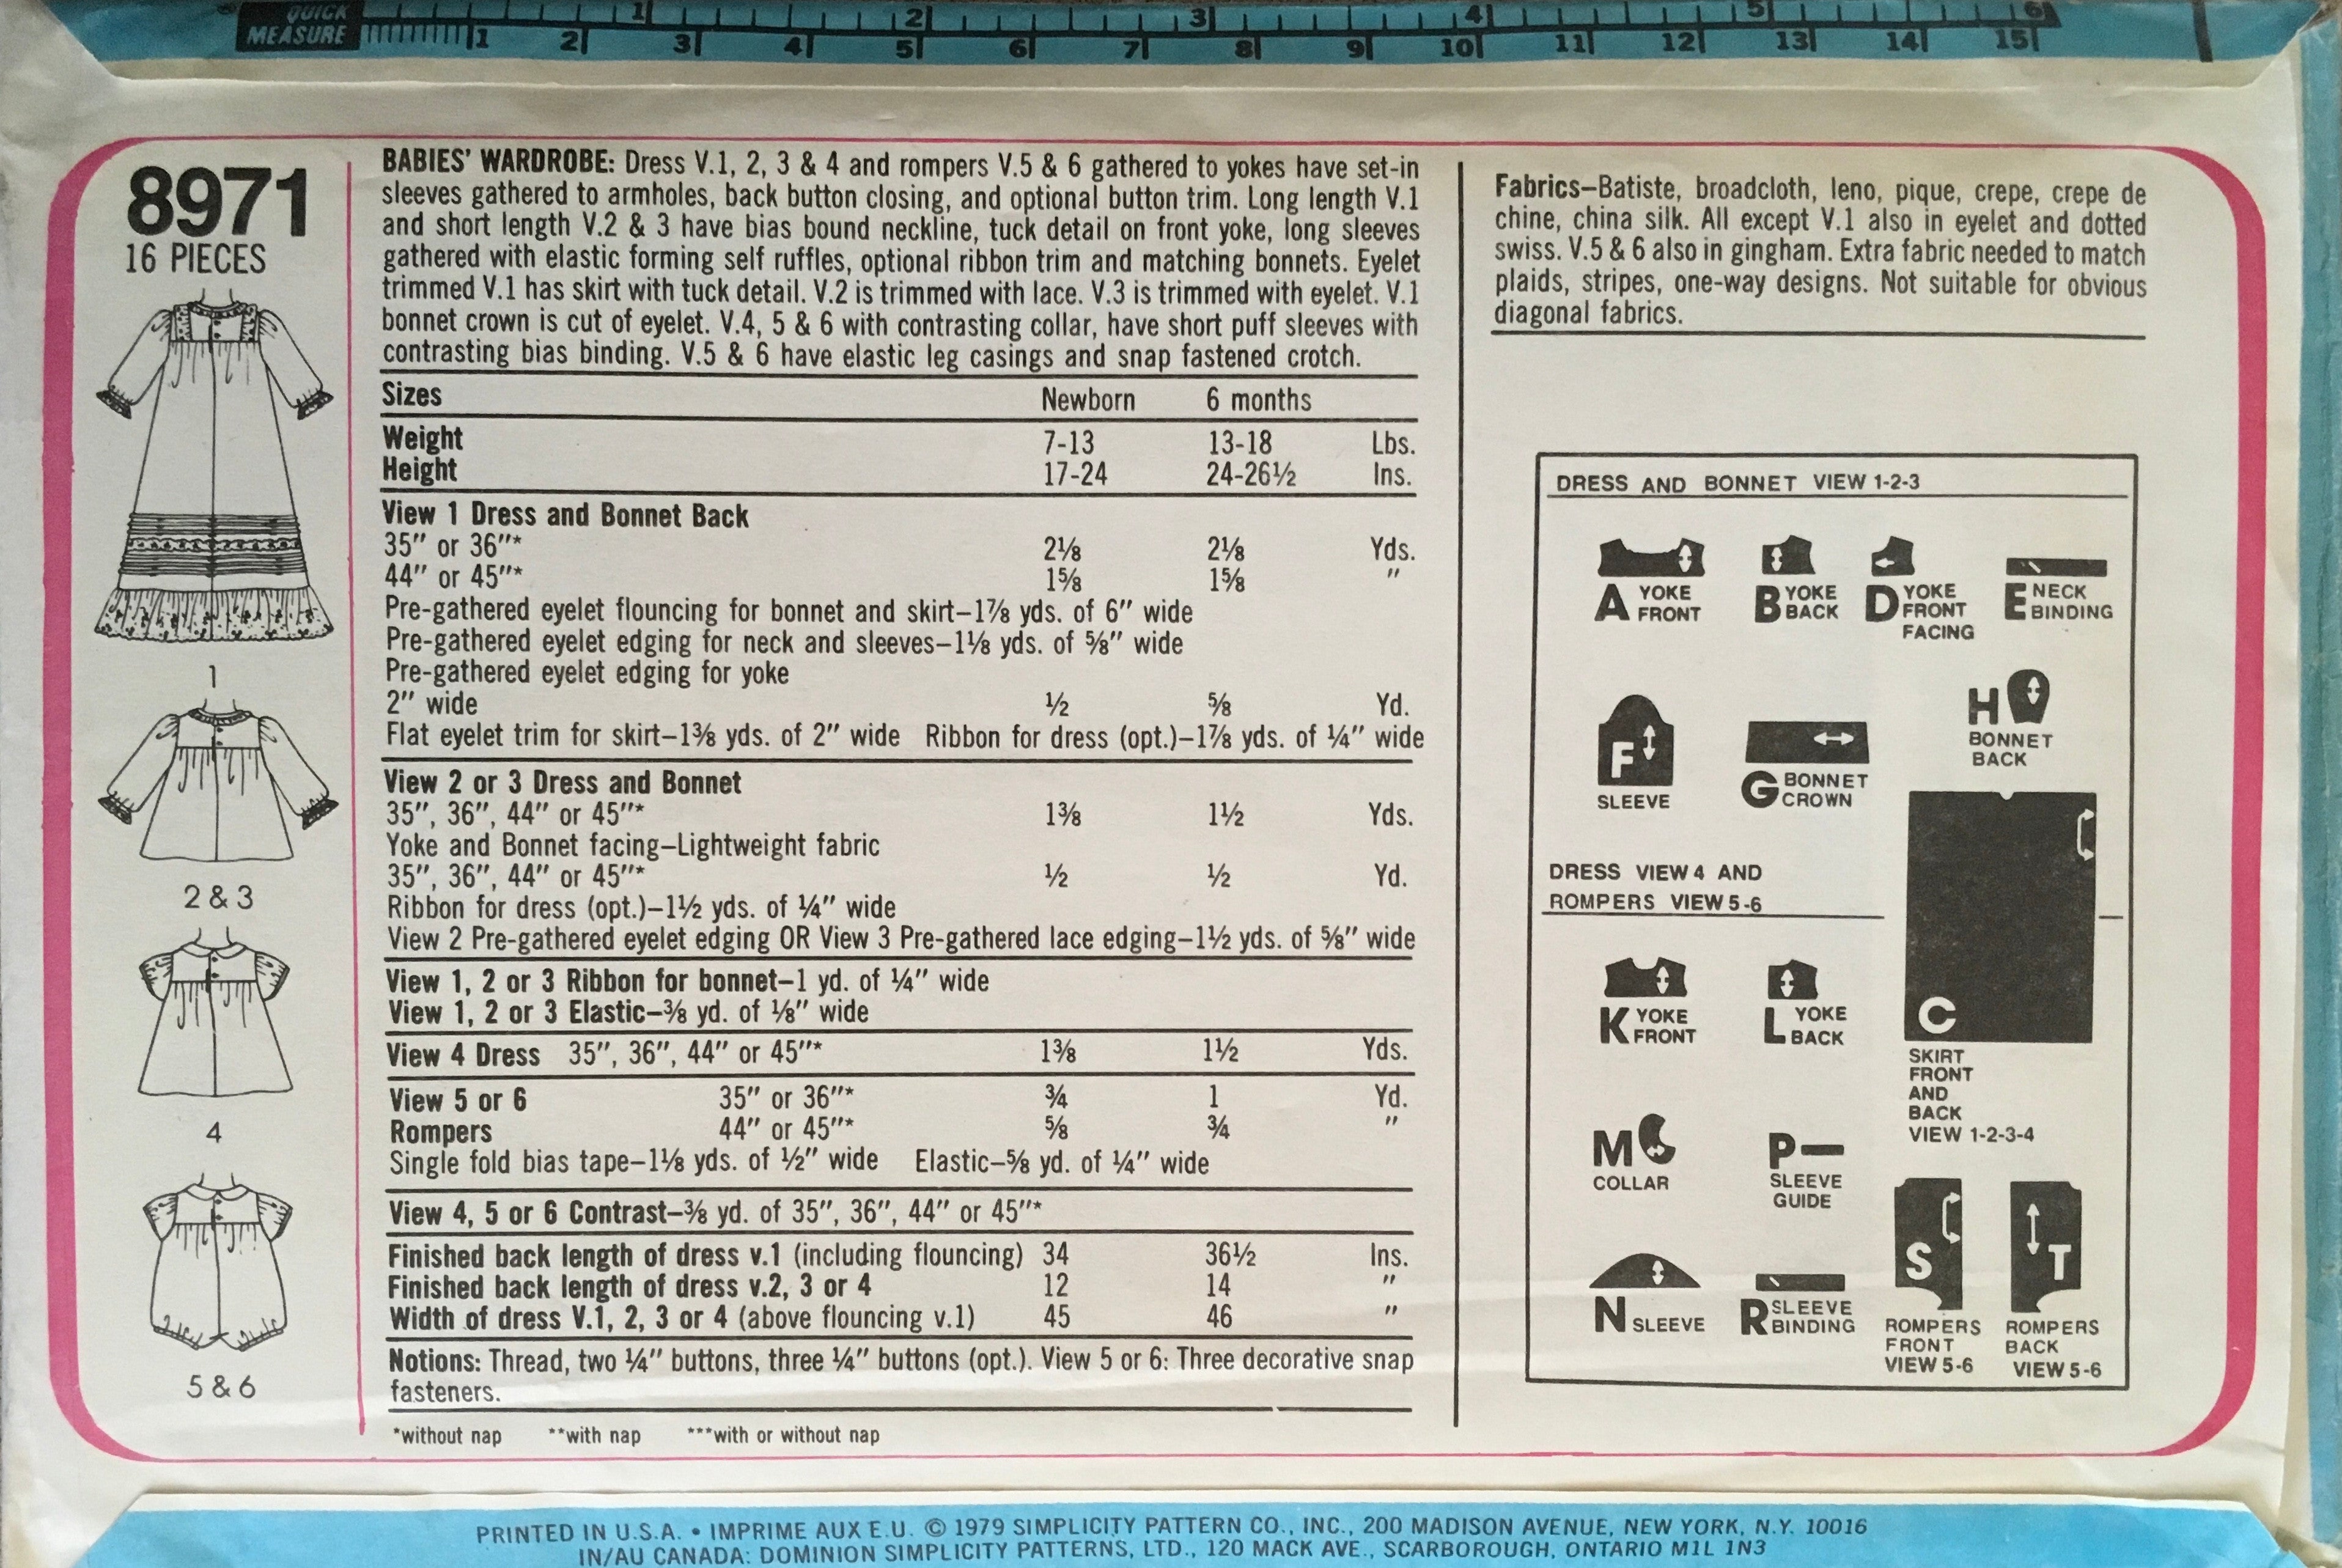 QUICK
MEASURE
1 2 3 4 5 6
1 2 3 4 5 6 7 8 9 10 11 12 13 14 15
8971
16 PIECES
1
2 & 3
4
5 & 6
BABIES' WARDROBE: Dress V.1, 2, 3 & 4 and rompers V.5 & 6 gathered to yokes have set-in
sleeves gathered to armholes, back button closing, and optional button trim. Long length V.1
and short length V.2 & 3 have bias bound neckline, tuck detail on front yoke, long sleeves
gathered with elastic forming self ruffles, optional ribbon trim and matching bonnets. Eyelet
trimmed V.1 has skirt with tuck detail. V.2 is trimmed with lace. V.3 is trimmed with eyelet. V.1
bonnet crown is cut of eyelet. V.4, 5 & 6 with contrasting collar, have short puff sleeves with
contrasting bias binding. V.5 & 6 have elastic leg casings and snap fastened crotch.
Sizes Newborn 6 months
Weight 7-13 13-18 Lbs.
Height 17-24 24-26½ Ins.
View 1 Dress and Bonnet Back
35" or 36"* 2⅛ 2⅛ Yds.
44" or 45"* 1⅝ 1⅝ "
Pre-gathered eyelet flouncing for bonnet and skirt–1⅞ yds. of 6" wide
Pre-gathered eyelet edging for neck and sleeves–1⅛ yds. of ⅝" wide
Pre-gathered eyelet edging for yoke
2" wide ½ ⅝ Yd.
Flat eyelet trim for skirt–1⅜ yds. of 2" wide Ribbon for dress (opt.)–1⅞ yds. of ¼" wide
View 2 or 3 Dress and Bonnet
35", 36", 44" or 45"* 1⅜ 1½ Yds.
Yoke and Bonnet facing–Lightweight fabric
35", 36", 44" or 45"* ½ ½ Yd.
Ribbon for dress (opt.)–1½ yds. of ¼" wide
View 2 Pre-gathered eyelet edging OR View 3 Pre-gathered lace edging–1½ yds. of ⅝" wide
View 1, 2 or 3 Ribbon for bonnet–1 yd. of ¼" wide
View 1, 2 or 3 Elastic–⅜ yd. of ⅛" wide
View 4 Dress 35", 36", 44" or 45"* 1⅜ 1½ Yds.
View 5 or 6 35" or 36"* ¾ 1 Yd.
Rompers 44" or 45"* ⅝ ¾ "
Single fold bias tape–1⅛ yds. of ½" wide Elastic–⅝ yd. of ¼" wide
View 4, 5 or 6 Contrast–⅜ yd. of 35", 36", 44" or 45"*
Finished back length of dress v.1 (including flouncing) 34 36½ Ins.
Finished back length of dress v.2, 3 or 4 12 14 "
Width of dress V.1, 2, 3 or 4 (above flouncing v.1) 45 46 "
Notions: Thread, two ¼" buttons, three ¼" buttons (opt.). View 5 or 6: Three decorative snap
fasteners.
*without nap **with nap ***with or without nap
Fabrics–Batiste, broadcloth, leno, pique, crepe, crepe de
chine, china silk. All except V.1 also in eyelet and dotted
swiss. V.5 & 6 also in gingham. Extra fabric needed to match
plaids, stripes, one-way designs. Not suitable for obvious
diagonal fabrics.
DRESS AND BONNET VIEW 1-2-3
A YOKE FRONT
B YOKE BACK
D YOKE FRONT FACING
E NECK BINDING
F SLEEVE
G BONNET CROWN
H BONNET BACK
C SKIRT
FRONT
AND
BACK
VIEW 1-2-3-4
DRESS VIEW 4 AND
ROMPERS VIEW 5-6
K YOKE FRONT
L YOKE BACK
M COLLAR
P SLEEVE GUIDE
N SLEEVE
R SLEEVE BINDING
S ROMPERS FRONT VIEW 5-6
T ROMPERS BACK VIEW 5-6
PRINTED IN U.S.A. • IMPRIME AUX E.U. © 1979 SIMPLICITY PATTERN CO., INC., 200 MADISON AVENUE, NEW YORK, N.Y. 10016
IN/AU CANADA: DOMINION SIMPLICITY PATTERNS, LTD., 120 MACK AVE., SCARBOROUGH, ONTARIO M1L 1N3